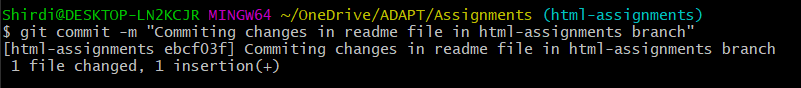 Shirdi@DESKTOP-LN2KCJR MINGW64 ~/OneDrive/ADAPT/Assignments (html-assignments)
$ git commit -m "Commiting changes in readme file in html-assignments branch"
[html-assignments ebcf03f] Commiting changes in readme file in html-assignments branch
 1 file changed, 1 insertion(+)